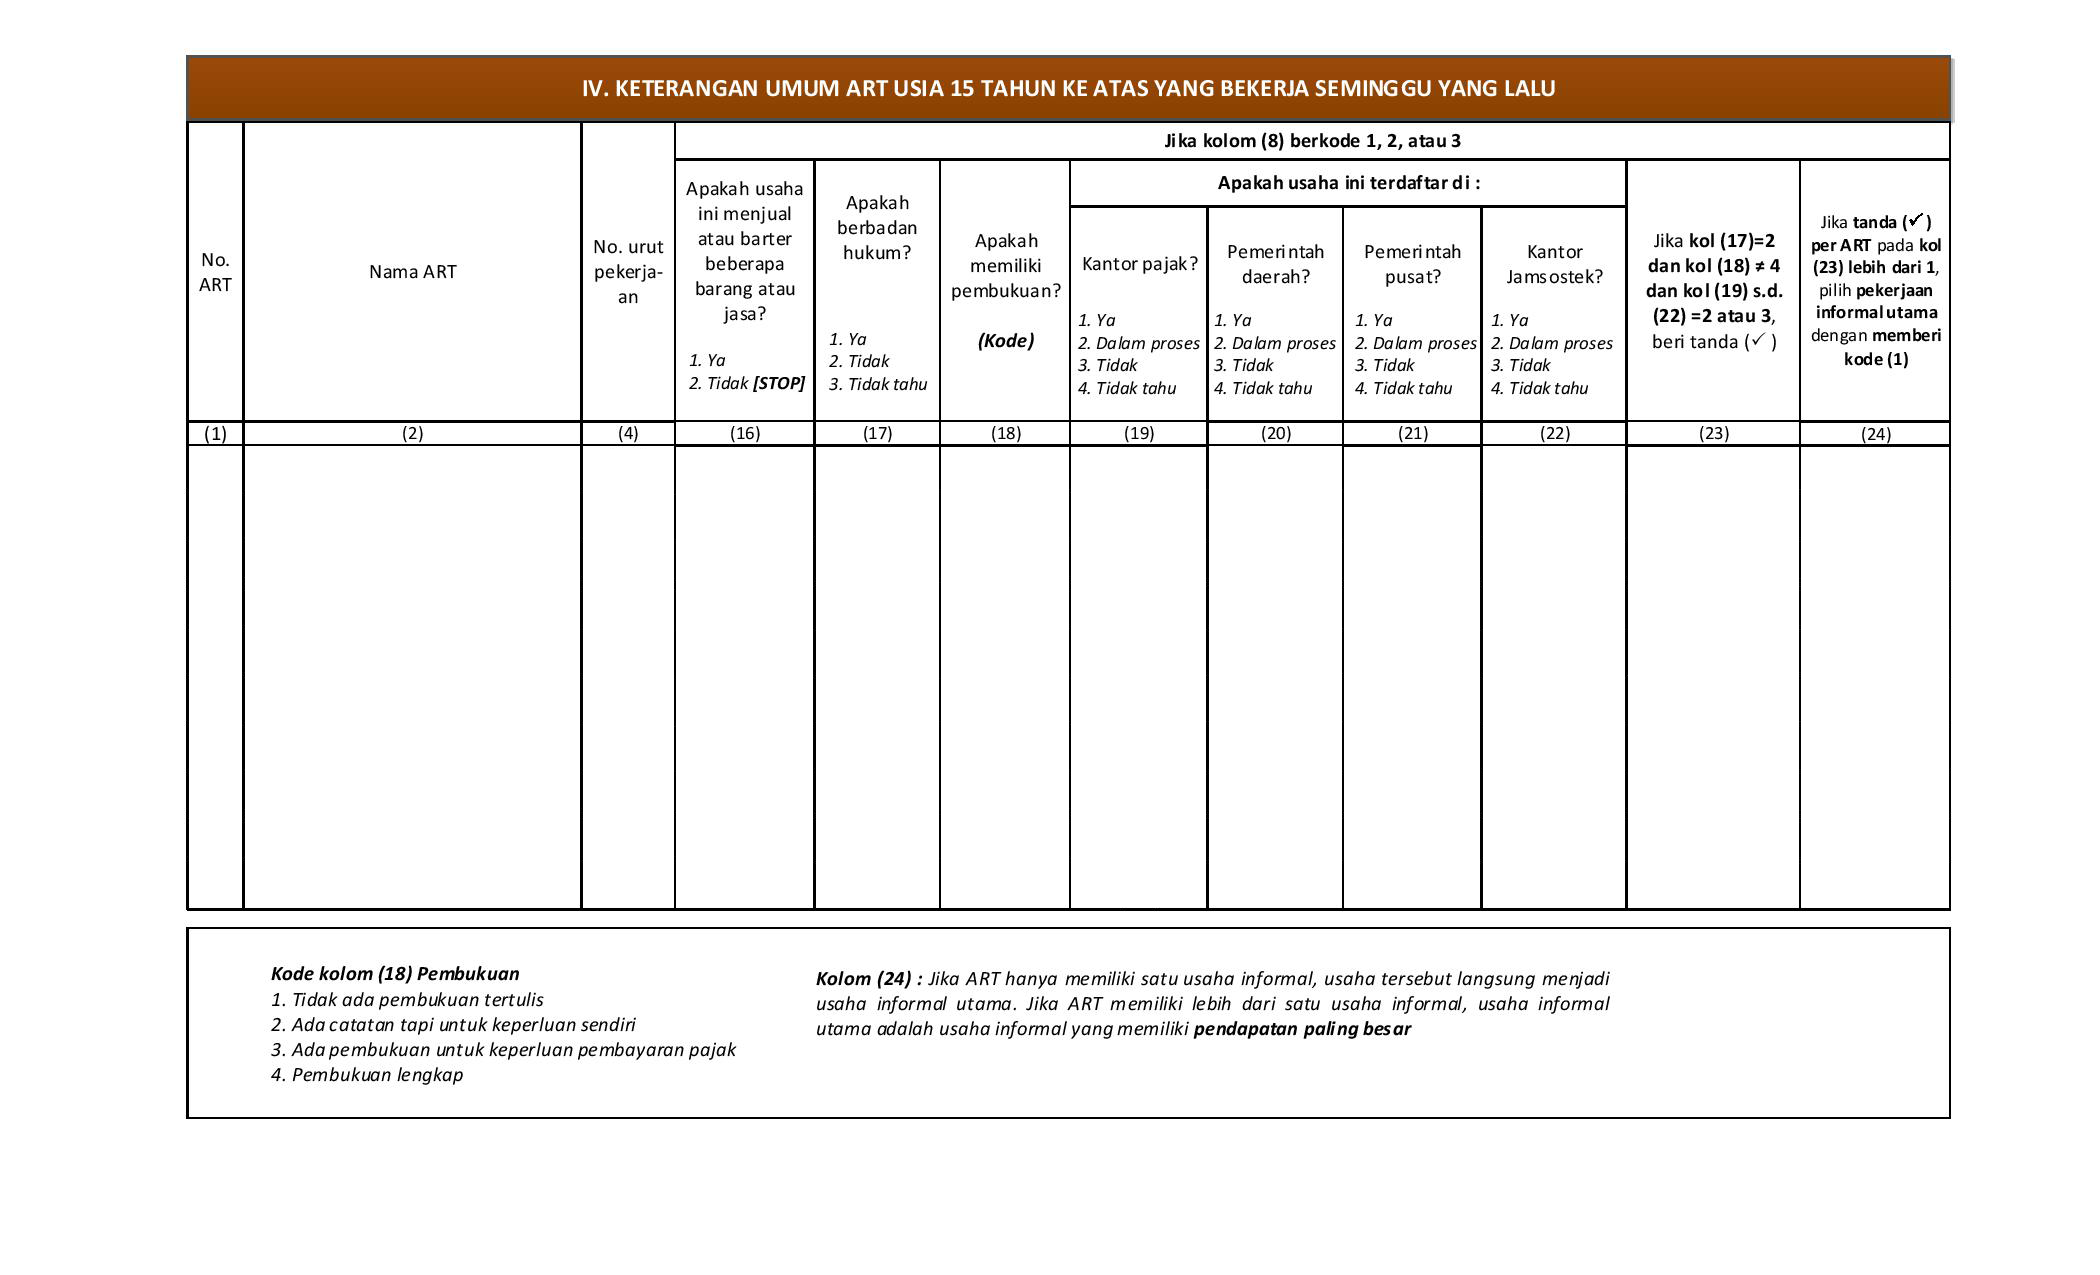 IV. KETERANGAN UMUM ART USIA 15 TAHUN KE ATAS YANG BEKERJA SEMINGGU YANG LALU
No.
ART
Nama ART
No. urut
pekerja-
an
Jika kolom (8) berkode 1, 2, atau 3
Apakah usaha
ini menjual
atau barter
beberapa
barang atau
jasa?
1. Ya
2. Tidak [STOP]
Apakah
berbadan
hukum?
1. Ya
2. Tidak
3. Tidak tahu
Apakah
memiliki
pembukuan?
(Kode)
Apakah usaha ini terdaftar di :
Kantor pajak?
1. Ya
2. Dalam proses
3. Tidak
4. Tidak tahu
Pemerintah
daerah?
1. Ya
2. Dalam proses
3. Tidak
4. Tidak tahu
Pemerintah
pusat?
1. Ya
2. Dalam proses
3. Tidak
4. Tidak tahu
Kantor
Jamsostek?
1. Ya
2. Dalam proses
3. Tidak
4. Tidak tahu
Jika kol (17)=2
dan kol (18) ≠ 4
dan kol (19) s.d.
(22) =2 atau 3,
beri tanda (✓ )
Jika tanda (✓)
per ART pada kol
(23) lebih dari 1,
pilih pekerjaan
informal utama
dengan memberi
kode (1)
(1) (2) (4) (16) (17) (18) (19) (20) (21) (22) (23) (24)
Kode kolom (18) Pembukuan
1. Tidak ada pembukuan tertulis
2. Ada catatan tapi untuk keperluan sendiri
3. Ada pembukuan untuk keperluan pembayaran pajak
4. Pembukuan lengkap
Kolom (24) : Jika ART hanya memiliki satu usaha informal, usaha tersebut langsung menjadi
usaha informal utama. Jika ART memiliki lebih dari satu usaha informal, usaha informal
utama adalah usaha informal yang memiliki pendapatan paling besar